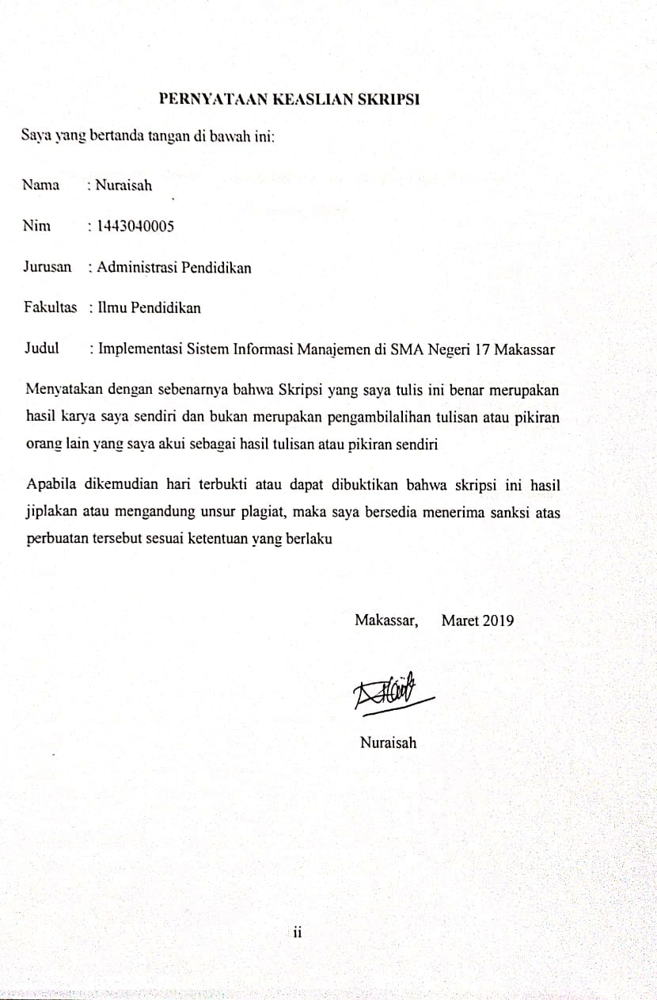 PERNYATAAN KEASLIAN SKRIPSI
Saya yang bertanda tangan di bawah ini:
Nama : Nuraisah
Nim : 1443040005
Jurusan : Administrasi Pendidikan
Fakultas : Ilmu Pendidikan
Judul : Implementasi Sistem Informasi Manajemen di SMA Negeri 17 Makassar
Menyatakan dengan sebenarnya bahwa Skripsi yang saya tulis ini benar merupakan
hasil karya saya sendiri dan bukan merupakan pengambilalihan tulisan atau pikiran
orang lain yang saya akui sebagai hasil tulisan atau pikiran sendiri
Apabila dikemudian hari terbukti atau dapat dibuktikan bahwa skripsi ini hasil
jiplakan atau mengandung unsur plagiat, maka saya bersedia menerima sanksi atas
perbuatan tersebut sesuai ketentuan yang berlaku
Makassar, Maret 2019
Nuraisah
ii